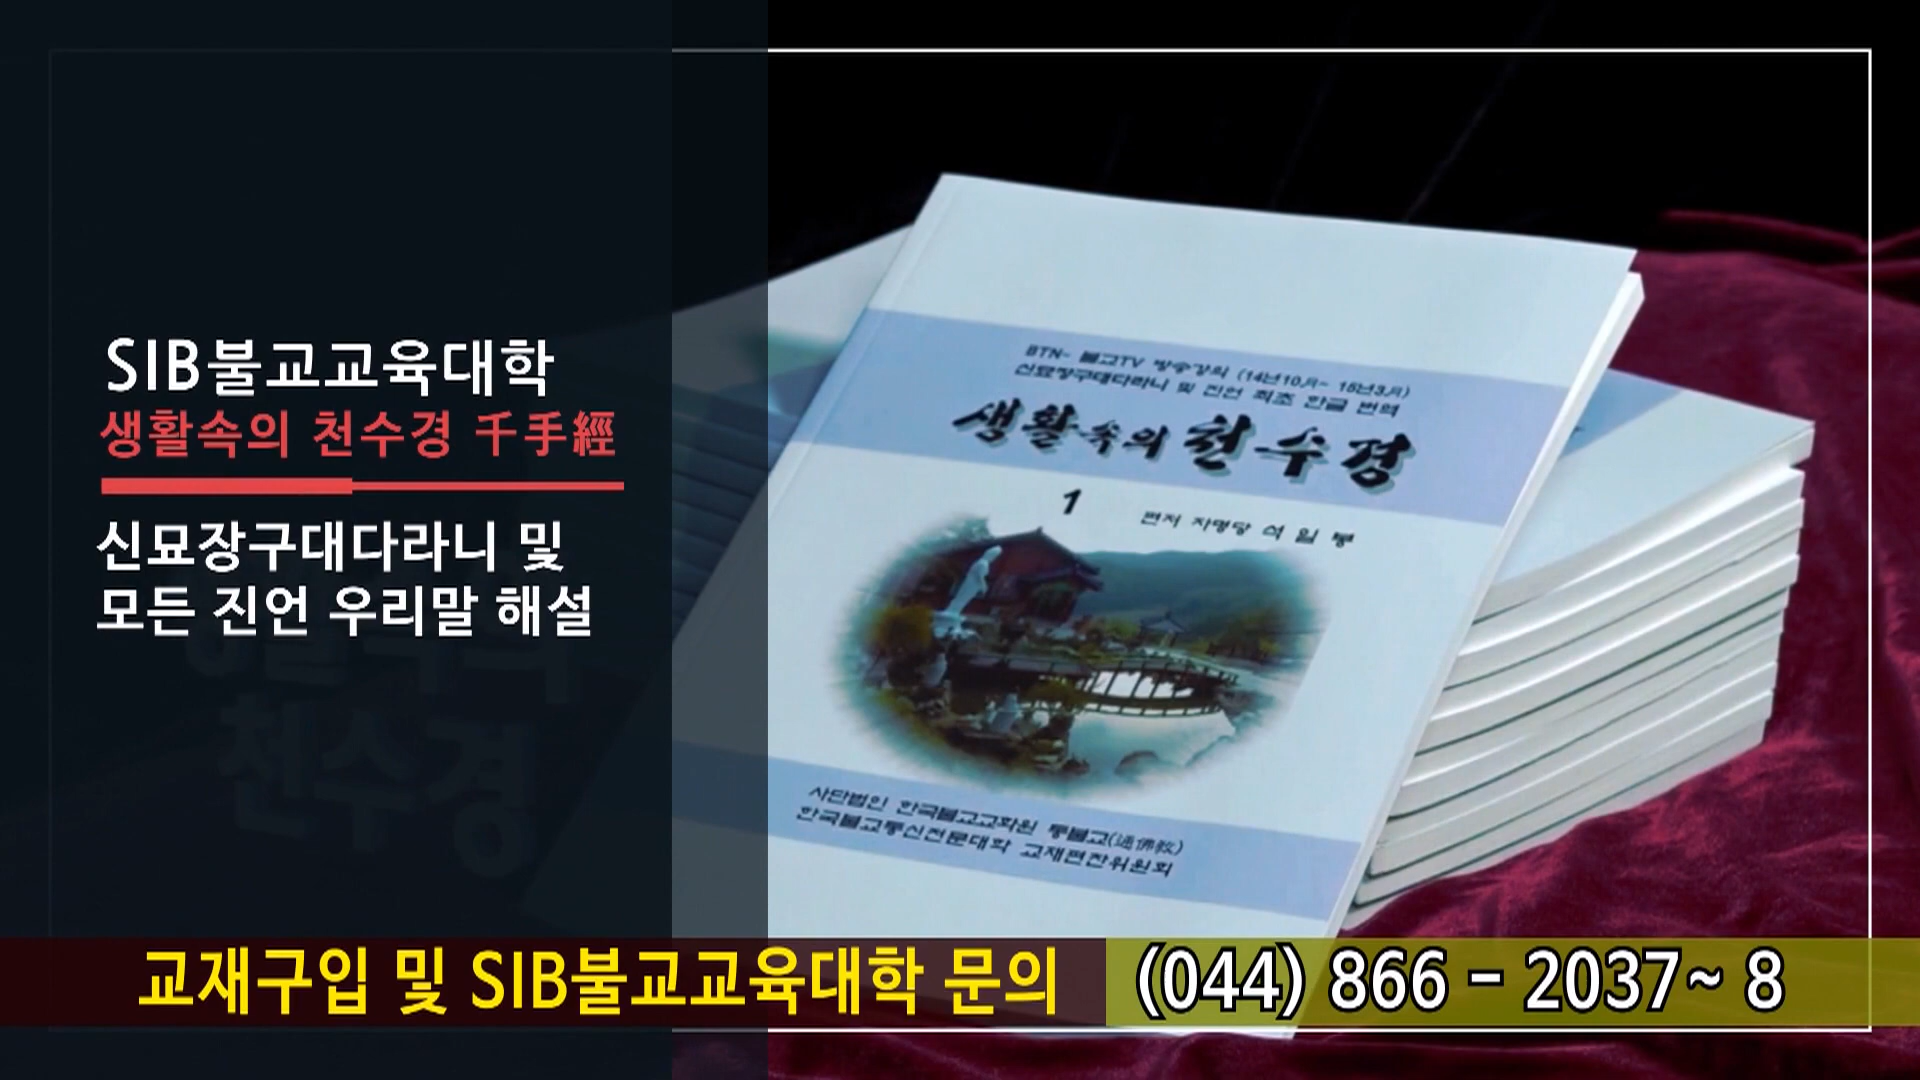 SIB불교교육대학
생활속의 천수경 千手經
신묘장구대다라니 및
모든 진언 우리말 해설
BTN- 불교TV 방송강의 (14년10月~ 15년3月)
신묘장구대다라니 및 진언 최초 한글 번역
생활속의 천수경
1
편저 자명당 석 일 봉
사단법인 한국불교교화원 통불교(通佛敎)
한국불교통신전문대학 교재편찬위원회
천수경
교재구입 및 SIB불교교육대학 문의 (044) 866 - 2037~ 8